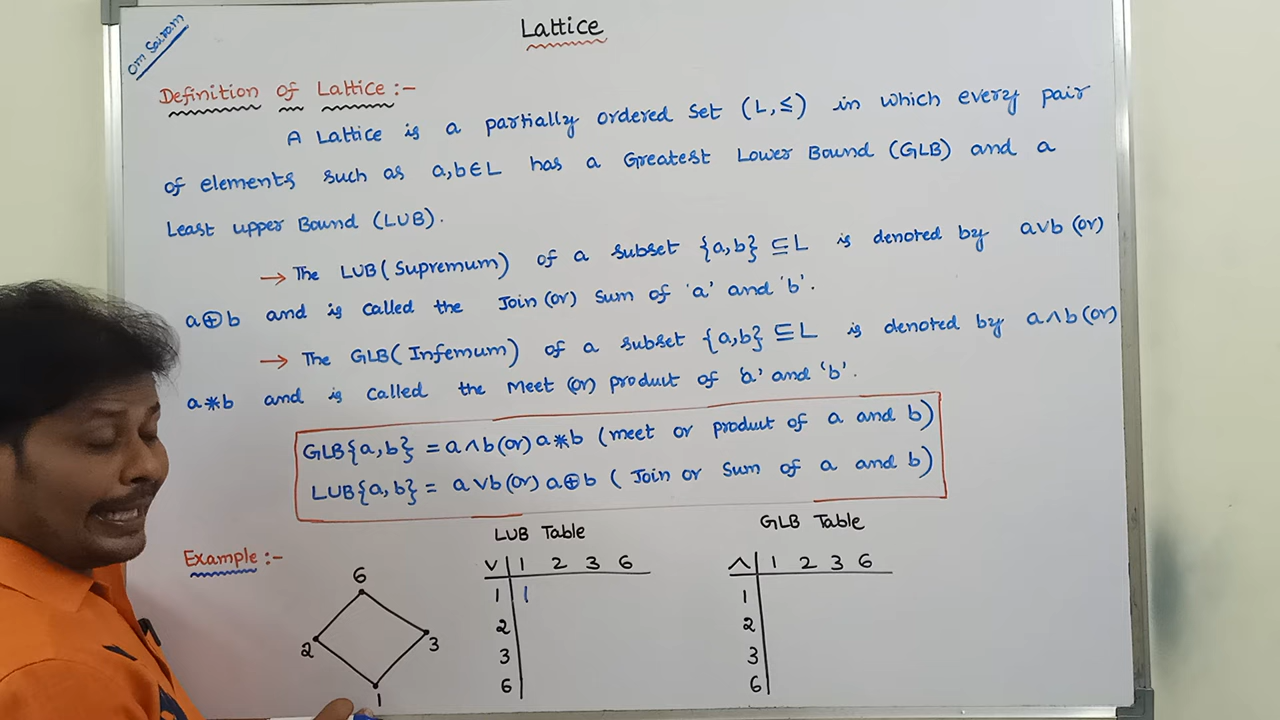 Om Sairam
Lattice
Definition of Lattice :-
A Lattice is a partially ordered set (L,≤) in which every pair
of elements such as a,b∈L has a Greatest Lower Bound (GLB) and a
Least upper Bound (LUB).
→ The LUB(Supremum) of a subset {a,b} ⊆ L is denoted by a∨b (or)
a⊕b and is called the Join (or) Sum of 'a' and 'b'.
→ The GLB(Infemum) of a subset {a,b} ⊆ L is denoted by a∧b (or)
a*b and is called the Meet (or) product of 'a' and 'b'.
GLB{a,b} = a∧b(or) a*b (meet or product of a and b)
LUB{a,b} = a∨b(or) a⊕b ( Join or Sum of a and b)
Example :-
6
2
3
1
LUB Table
∨ 1 2 3 6
1 1
2
3
6
GLB Table
∧ 1 2 3 6
1
2
3
6